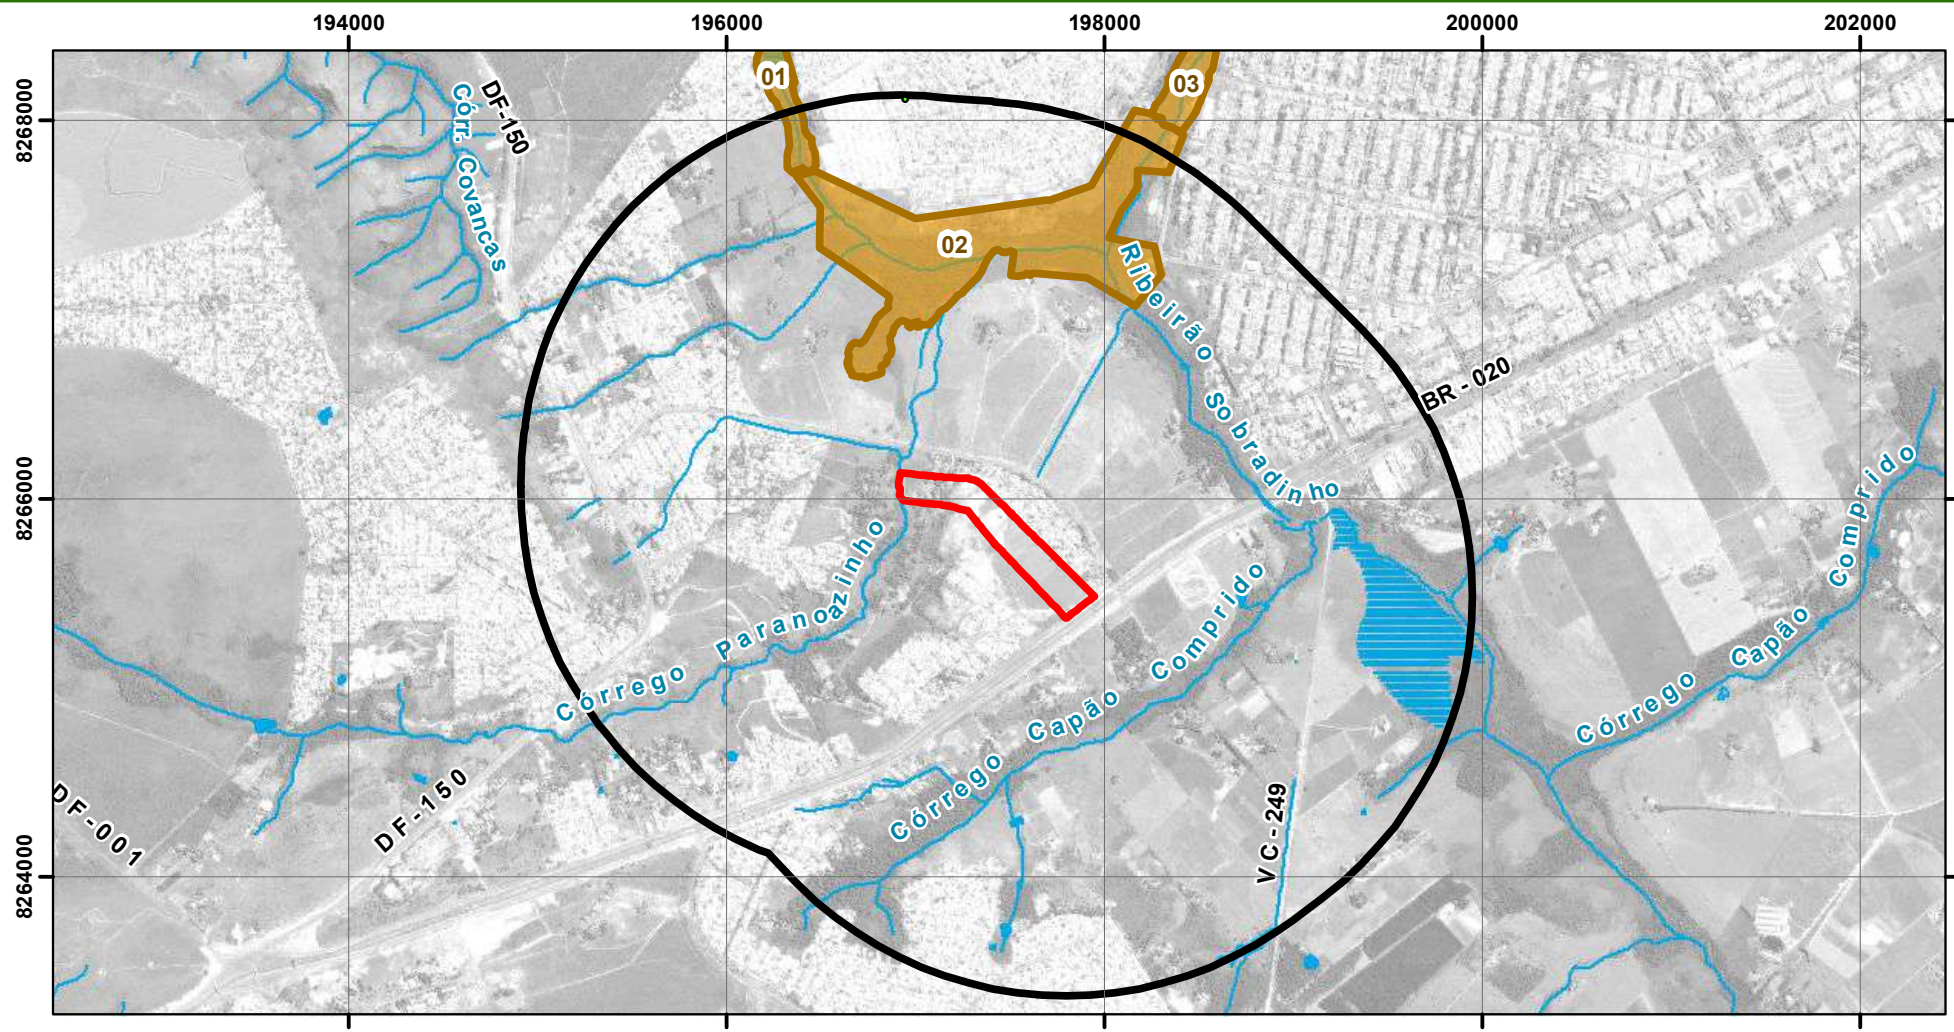 194000 196000 198000 200000 202000
8268000
8266000
8264000
01
03
02
DF-150
Córr. Covancas
Ribeirão Sobradinho
BR - 020
Córrego Paranoazinho
Córrego Capão Comprido
Córrego Capão Comprido
DF-001
DF-150
VC-249